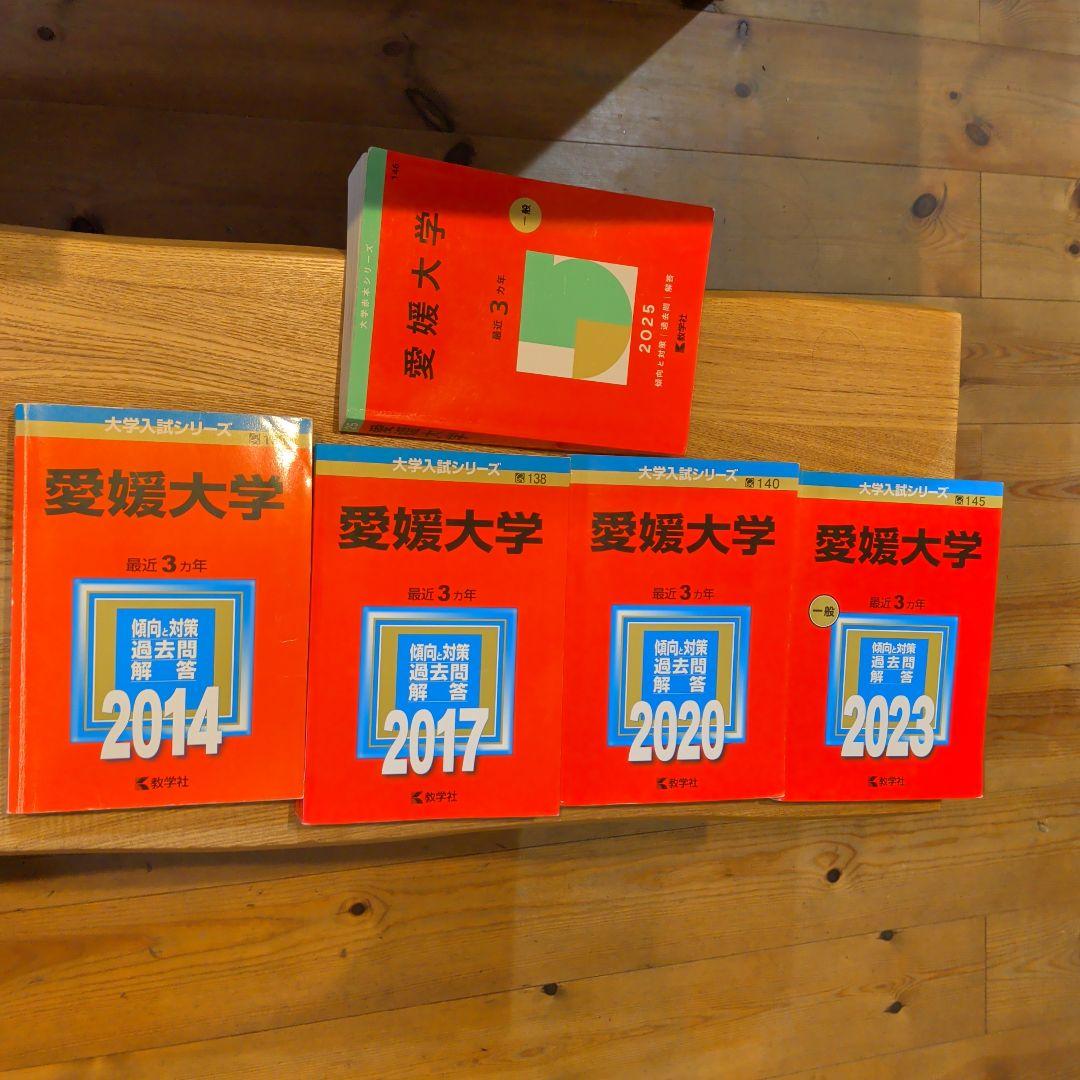 大学赤本シリーズ
146
愛媛大学
一般
最近3カ年
2025
傾向と対策｜過去問｜解答
教学社
愛媛大学
大学入試シリーズ
愛媛大学
最近3カ年
傾向と対策
過去問
解答
2014
教学社
大学入試シリーズ
138
愛媛大学
最近3カ年
傾向と対策
過去問
解答
2017
教学社
大学入試シリーズ
140
愛媛大学
最近3カ年
傾向と対策
過去問
解答
2020
教学社
大学入試シリーズ
145
愛媛大学
一般
最近3カ年
傾向と対策
過去問
解答
2023
教学社